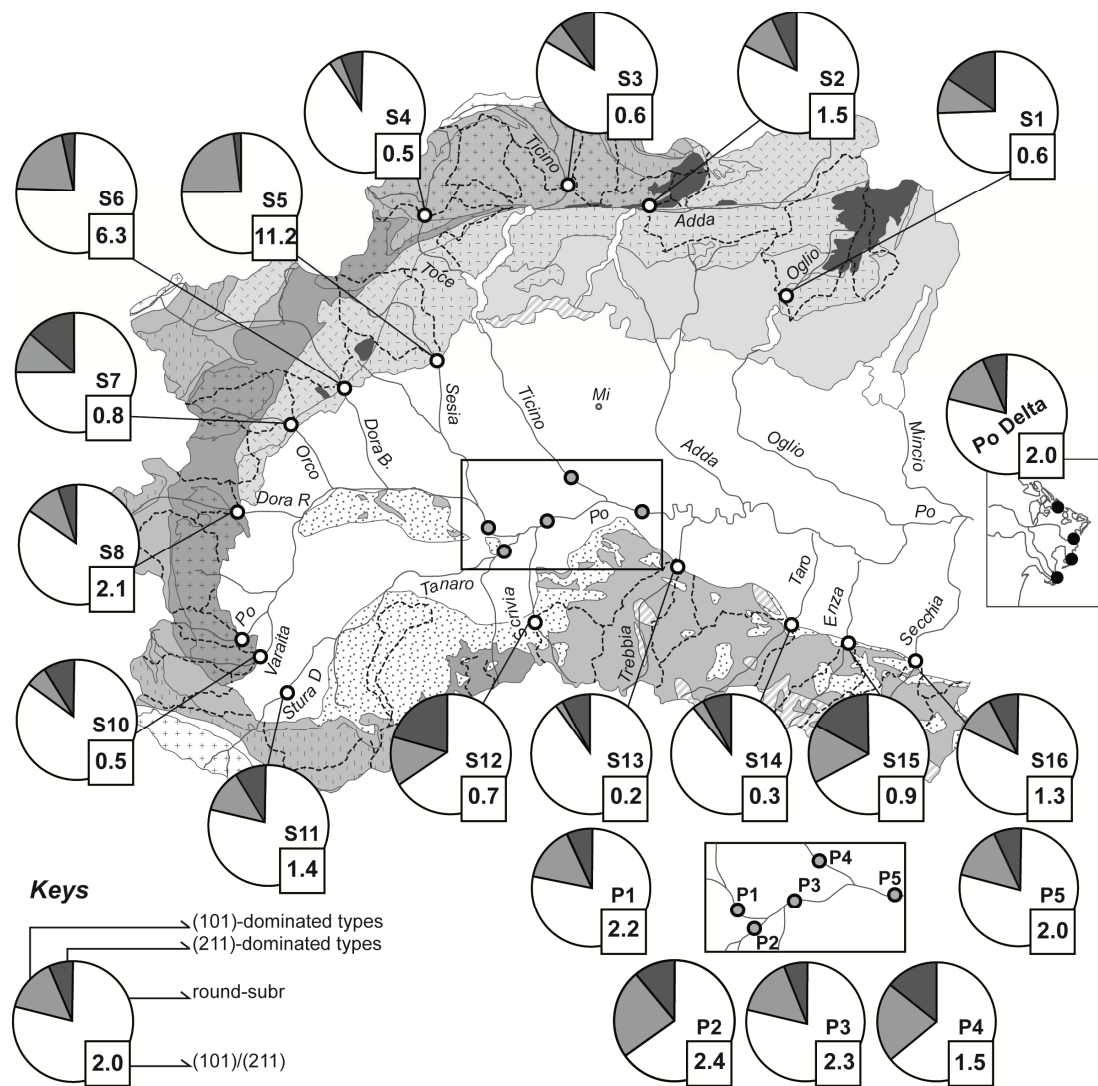 S3
0.6
S2
1.5
S4
0.5
S1
0.6
S6
6.3
S5
11.2
Ticino
Adda
Toce
Oglio
S7
0.8
Sesia
Ticino
Mi
Po Delta
2.0
Orco
Dora B.
Adda
Oglio
Mincio
S8
2.1
Dora R
Po
Po
Tanaro
Scrivia
Trebbia
Taro
Enza
Secchia
Po
Varaita
Stura D
S10
0.5
S11
1.4
S12
0.7
S13
0.2
S14
0.3
S15
0.9
S16
1.3
P1
2.2
P1
P2
P3
P4
P5
P5
2.0
P2
2.4
P3
2.3
P4
1.5
Keys
(101)-dominated types
(211)-dominated types
round-subr
2.0
(101)/(211)